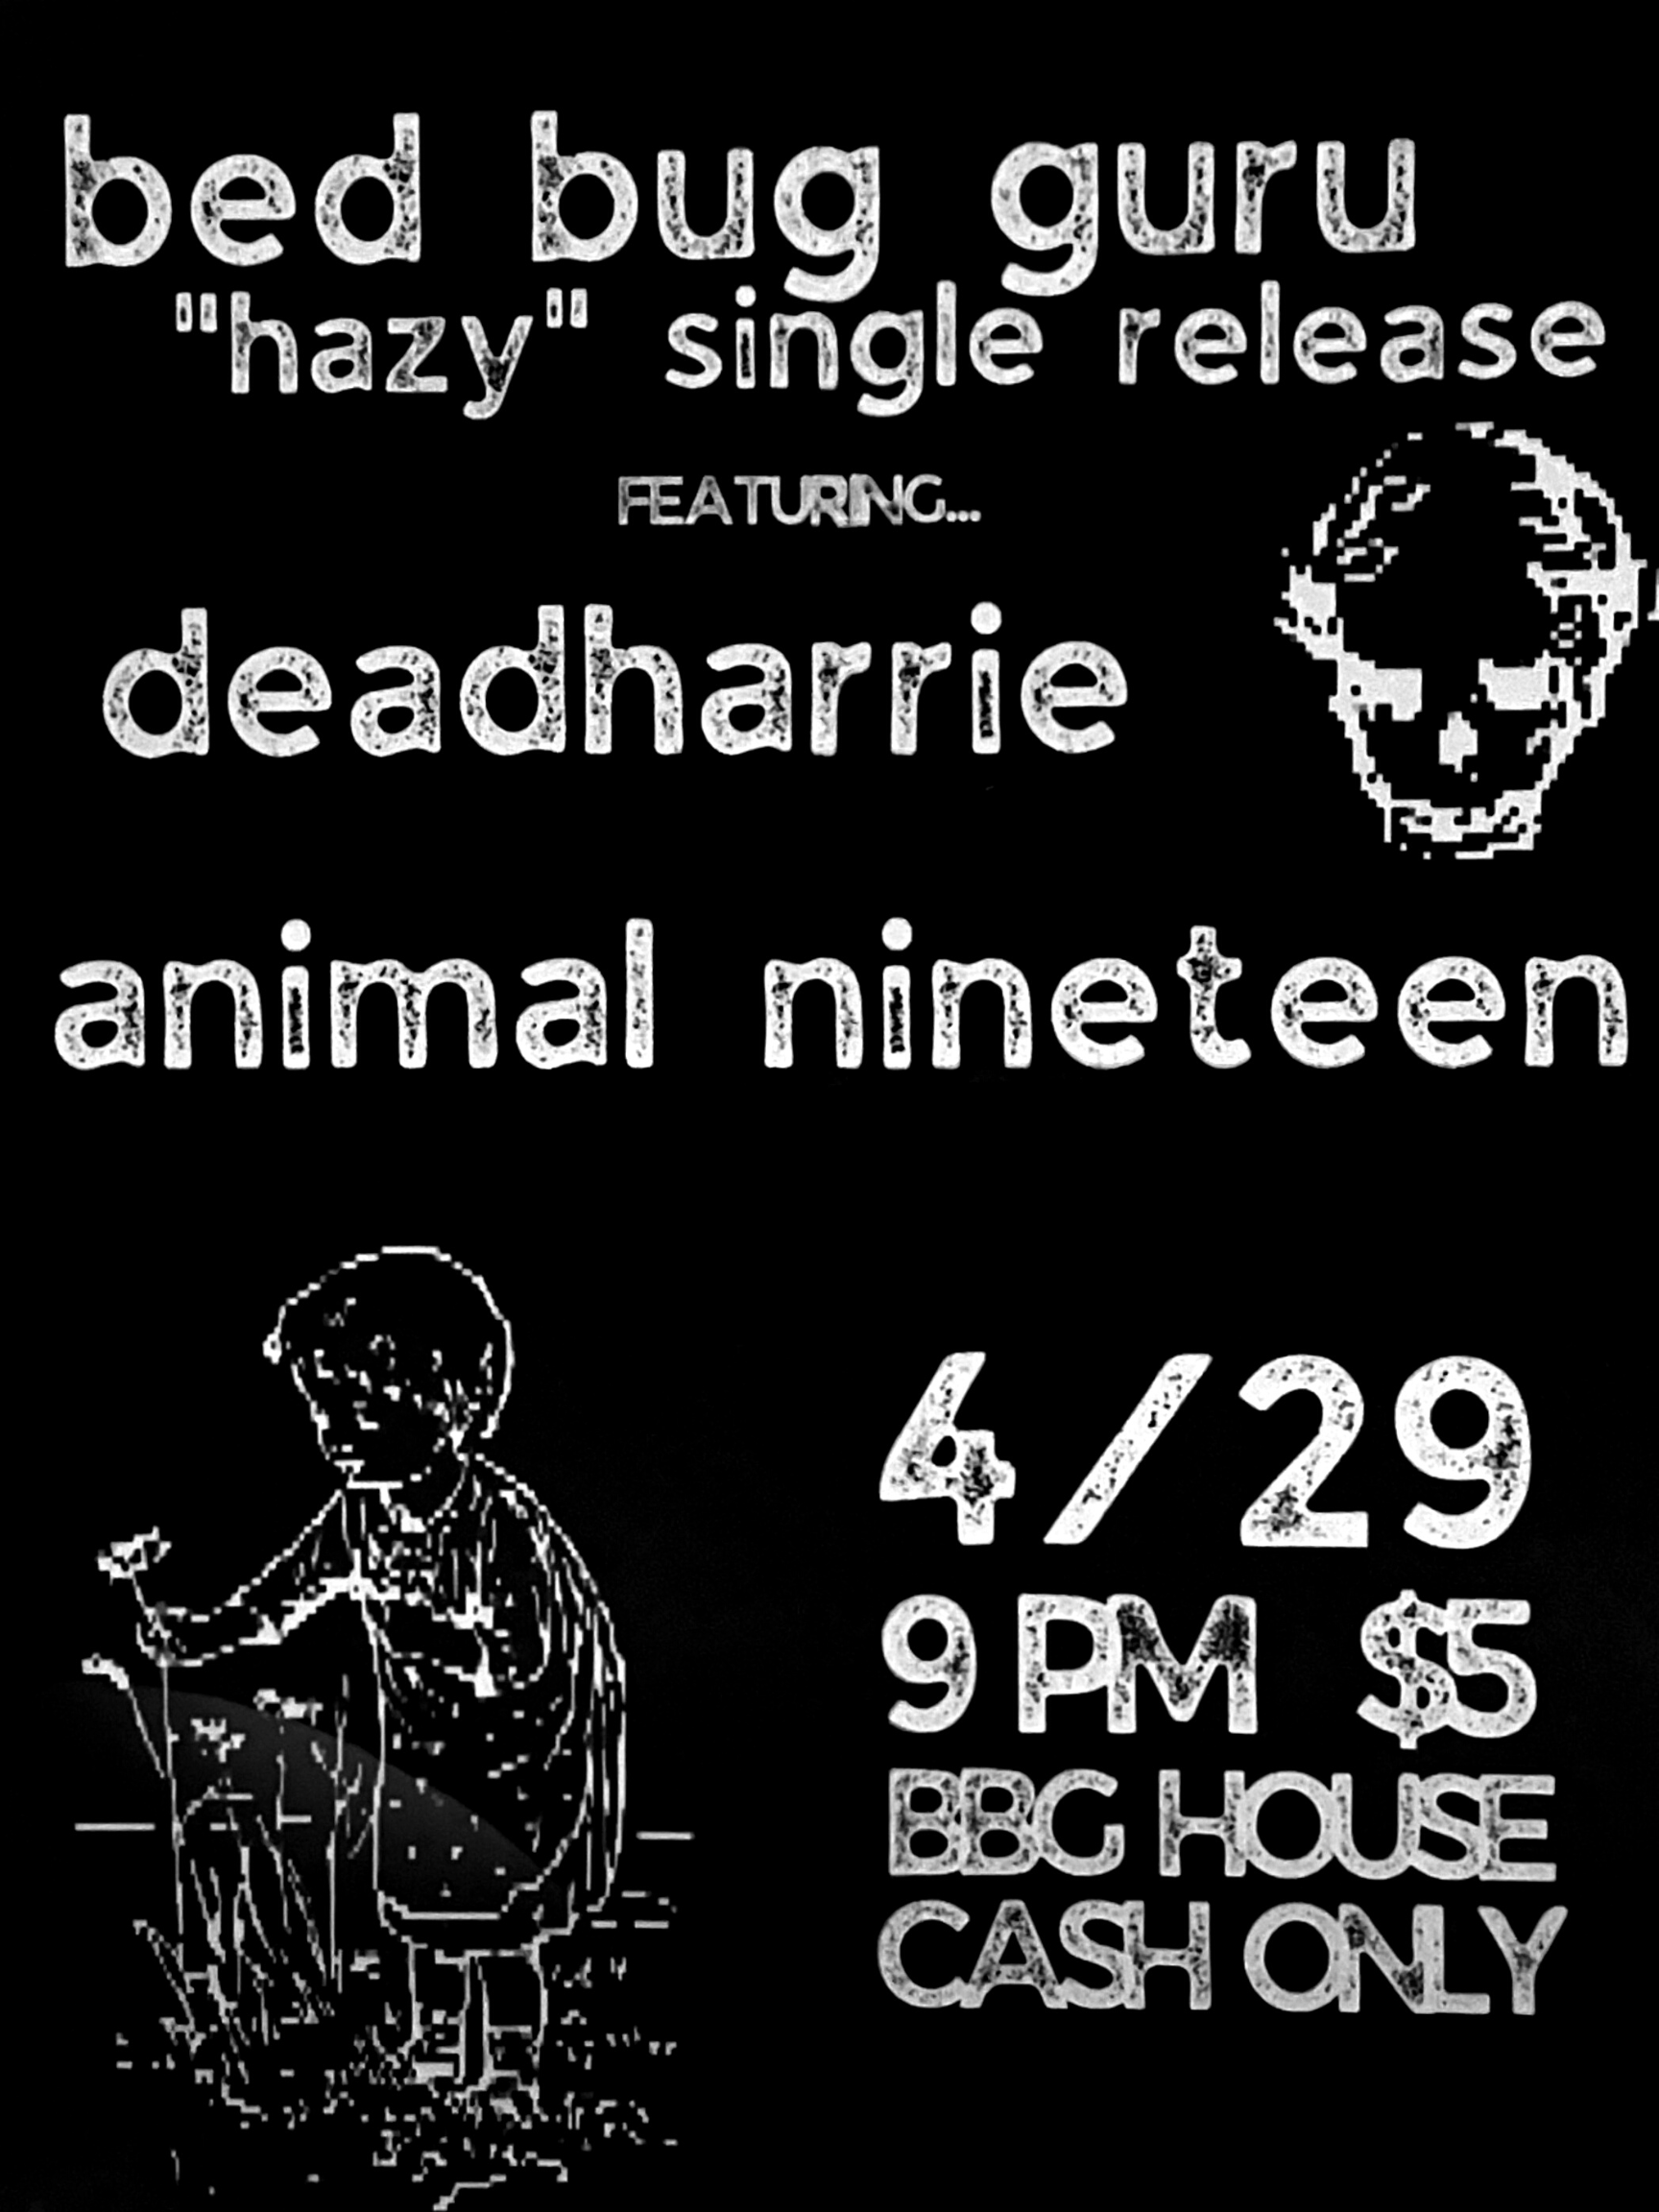 bed bug guru
"hazy" single release
FEATURING...
deadharrie
animal nineteen
4/29
9 PM $5
BBG HOUSE
CASH ONLY